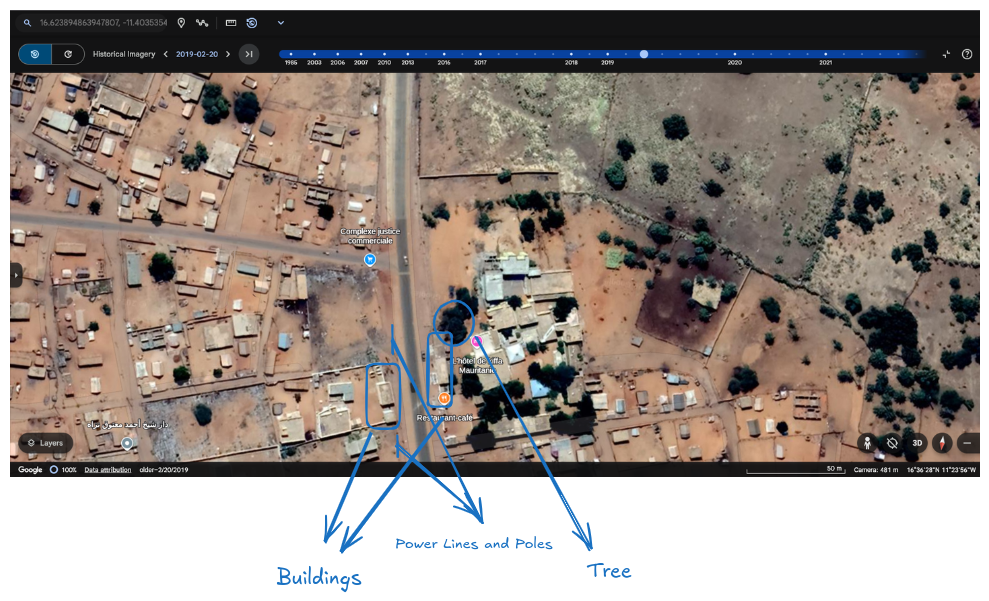 16.623894863947807, -11.4035354
Historical Imagery
2019-02-20
1985 2003 2006 2007 2010 2013 2016 2017 2018 2019 2020 2021
Complexe justice
commerciale
L'hôtel de kiffa
Mauritanie
Restaurant café
دار شيخ أحمد معتوق تراه
Layers
3D
Google 100% Data attribution older-2/20/2019
50 m Camera: 481 m 16°36'28"N 11°23'56"W
Power Lines and Poles
Buildings
Tree